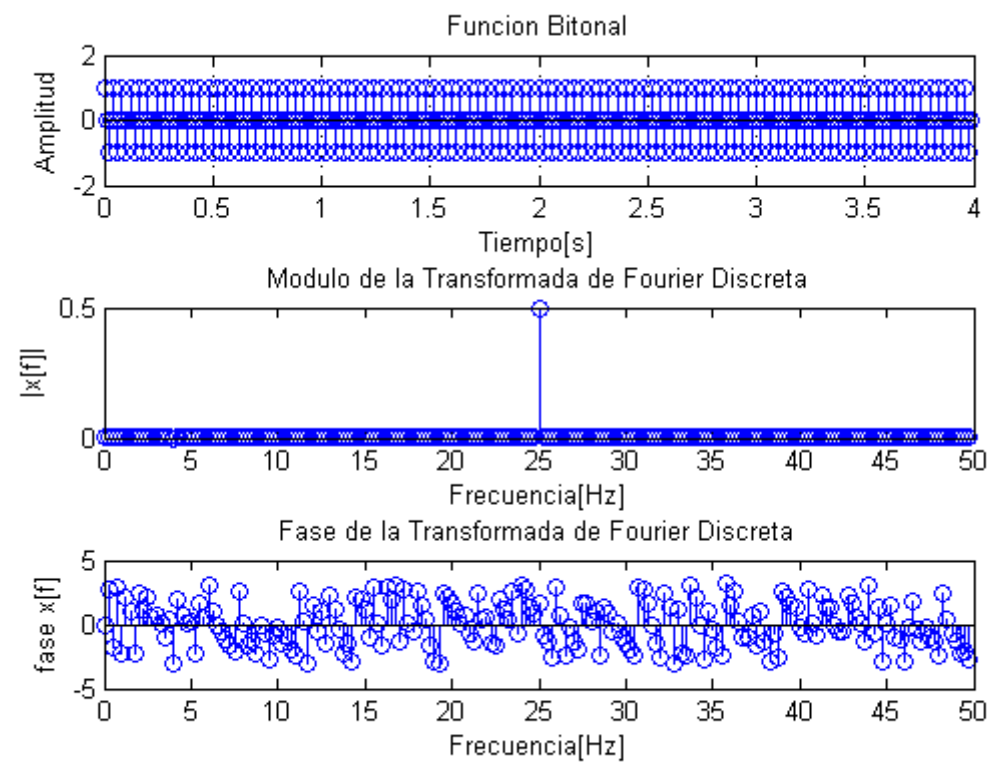 Funcion Bitonal
Amplitud
2
0
-2
0 0.5 1 1.5 2 2.5 3 3.5 4
Tiempo[s]
Modulo de la Transformada de Fourier Discreta
|x[f]|
0.5
0
0 5 10 15 20 25 30 35 40 45 50
Frecuencia[Hz]
Fase de la Transformada de Fourier Discreta
fase x[f]
5
0
-5
0 5 10 15 20 25 30 35 40 45 50
Frecuencia[Hz]